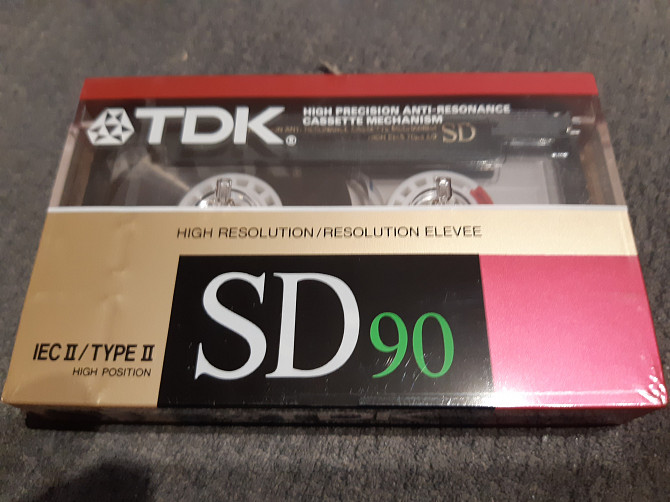 TDK®
HIGH PRECISION ANTI-RESONANCE
CASSETTE MECHANISM
SD
HIGH RESOLUTION/RESOLUTION ELEVEE
SD 90
IEC II/TYPE II
HIGH POSITION